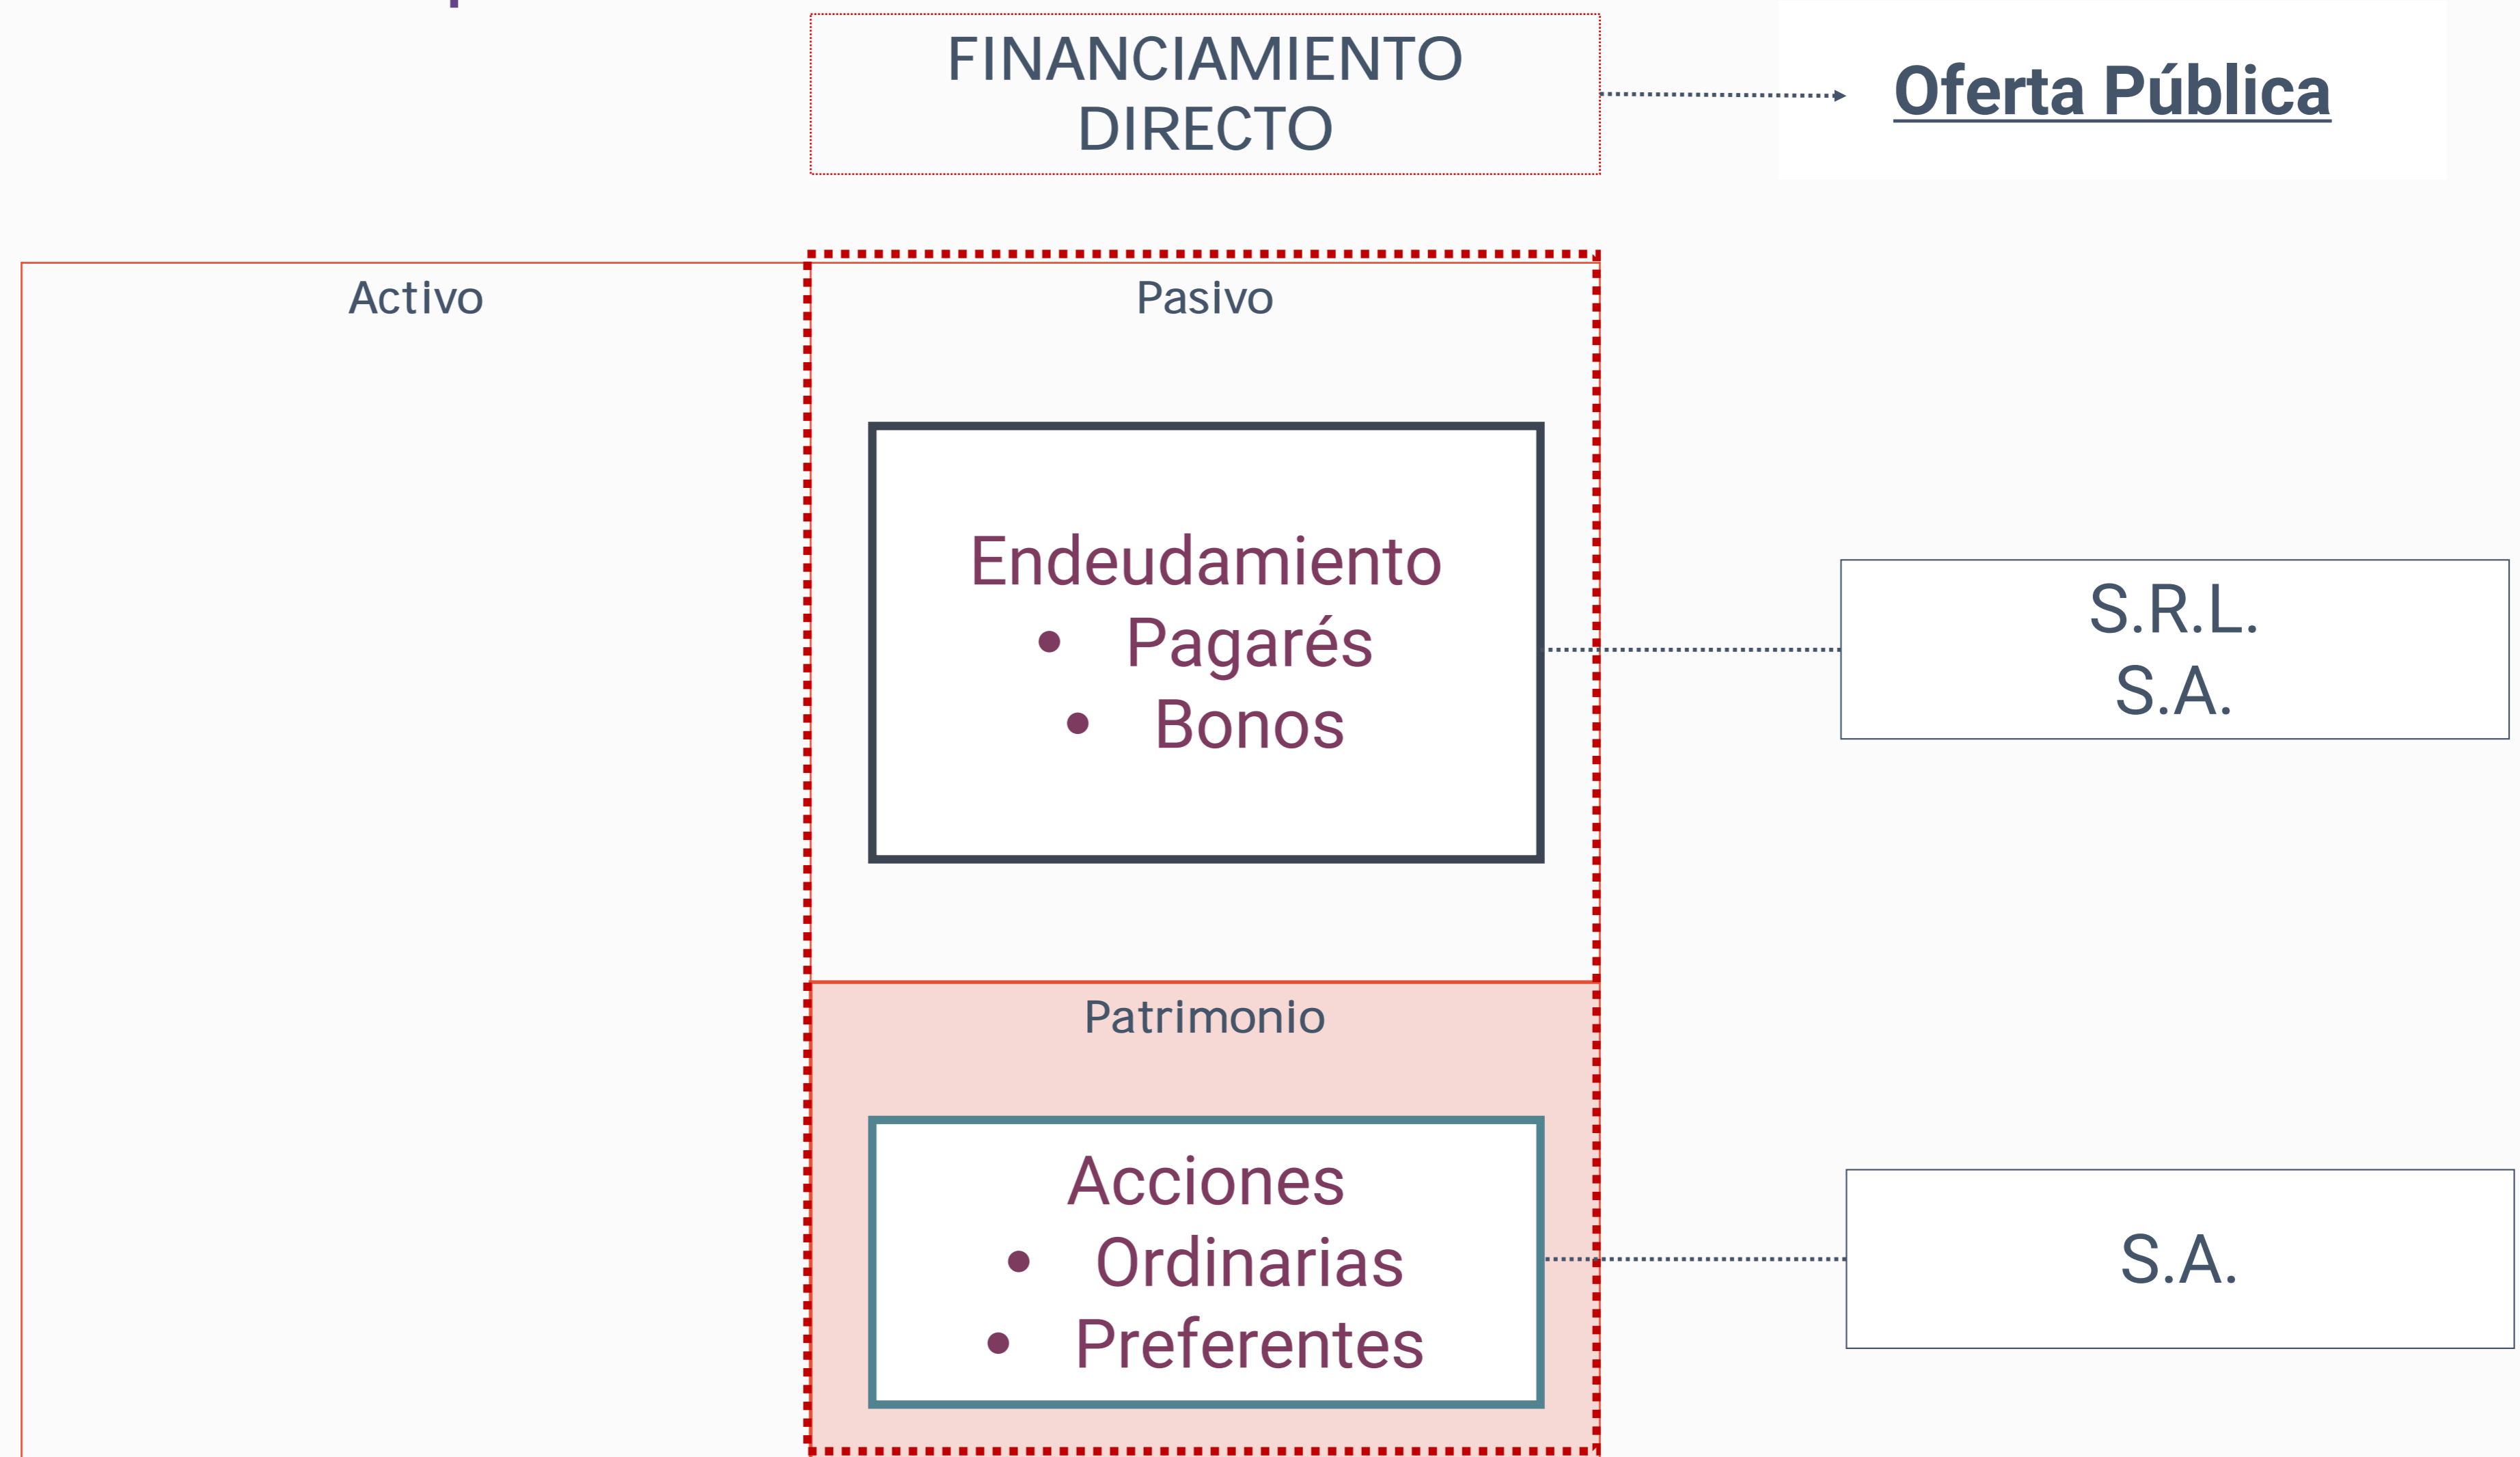 FINANCIAMIENTO
DIRECTO
Oferta Pública
Activo
Pasivo
Endeudamiento
• Pagarés
• Bonos
S.R.L.
S.A.
Patrimonio
Acciones
• Ordinarias
• Preferentes
S.A.